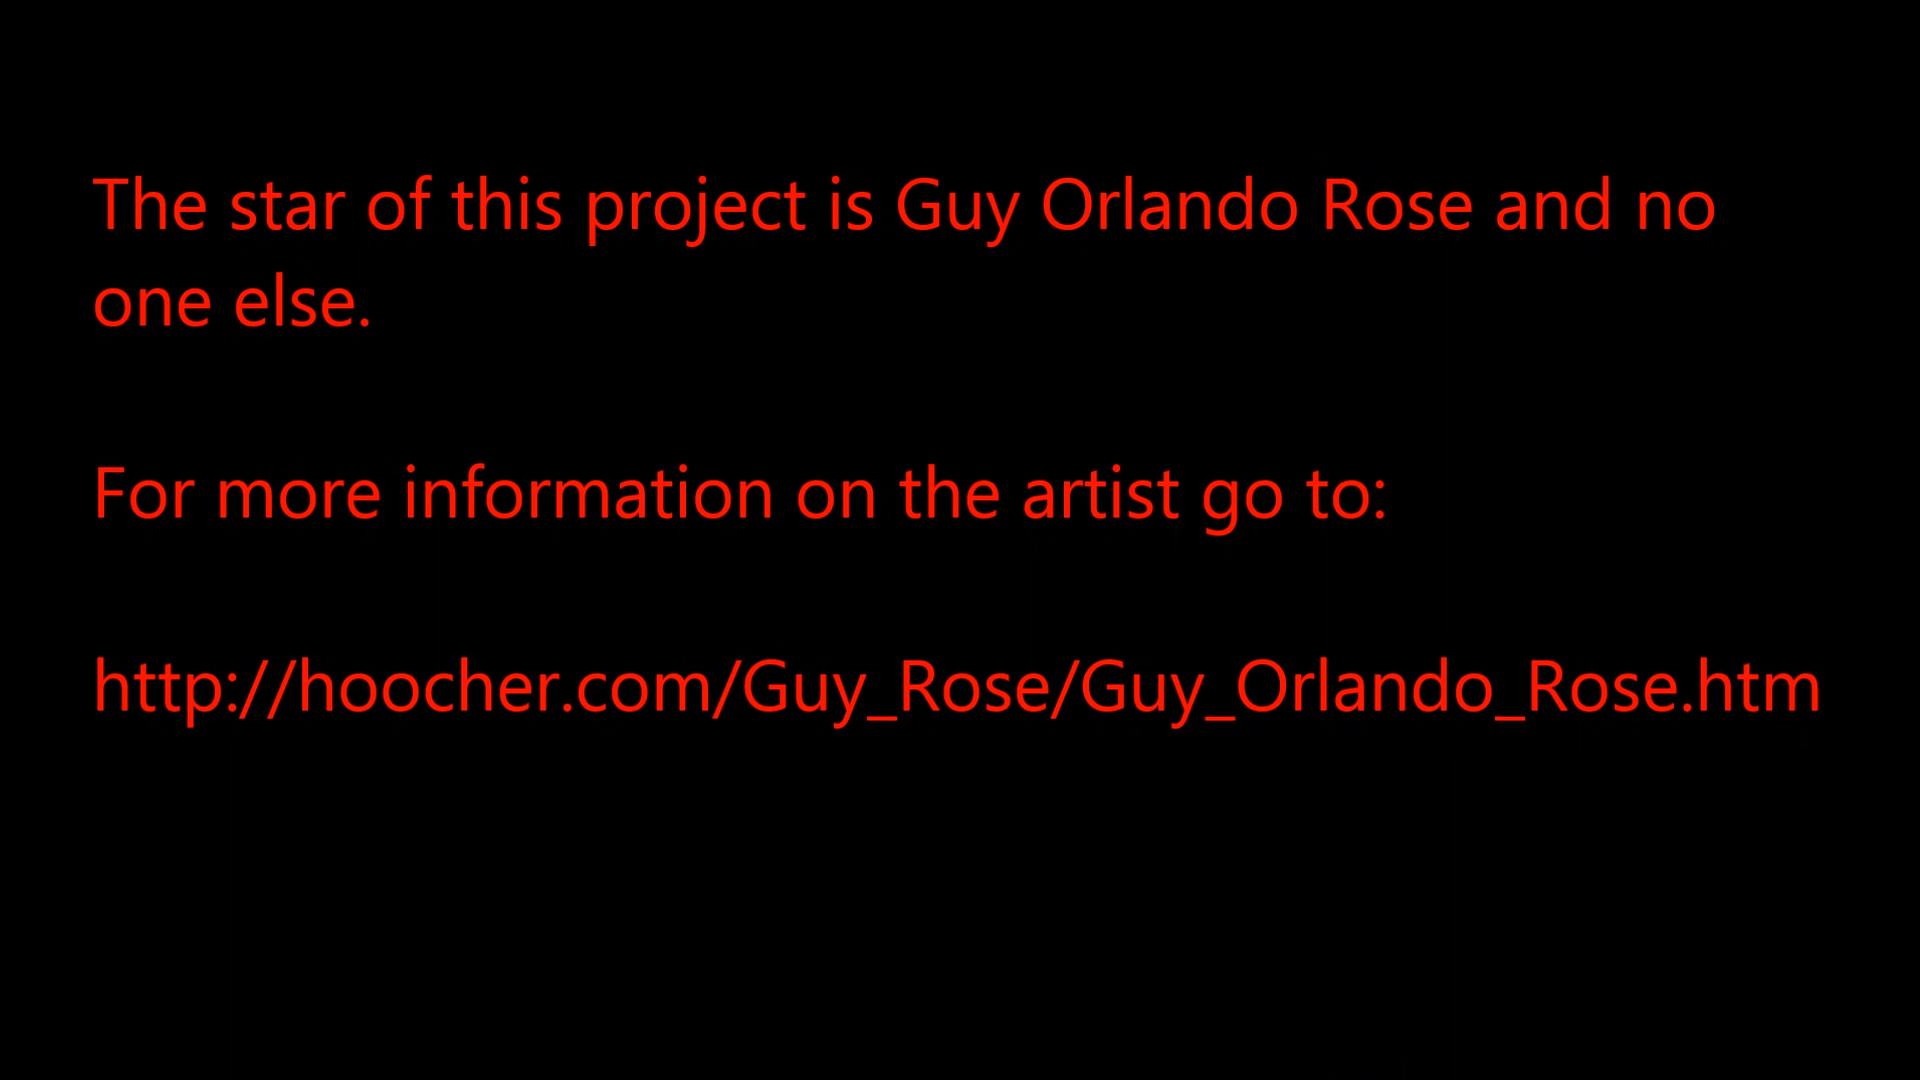 The star of this project is Guy Orlando Rose and no
one else.
For more information on the artist go to:
http://hoocher.com/Guy_Rose/Guy_Orlando_Rose.htm